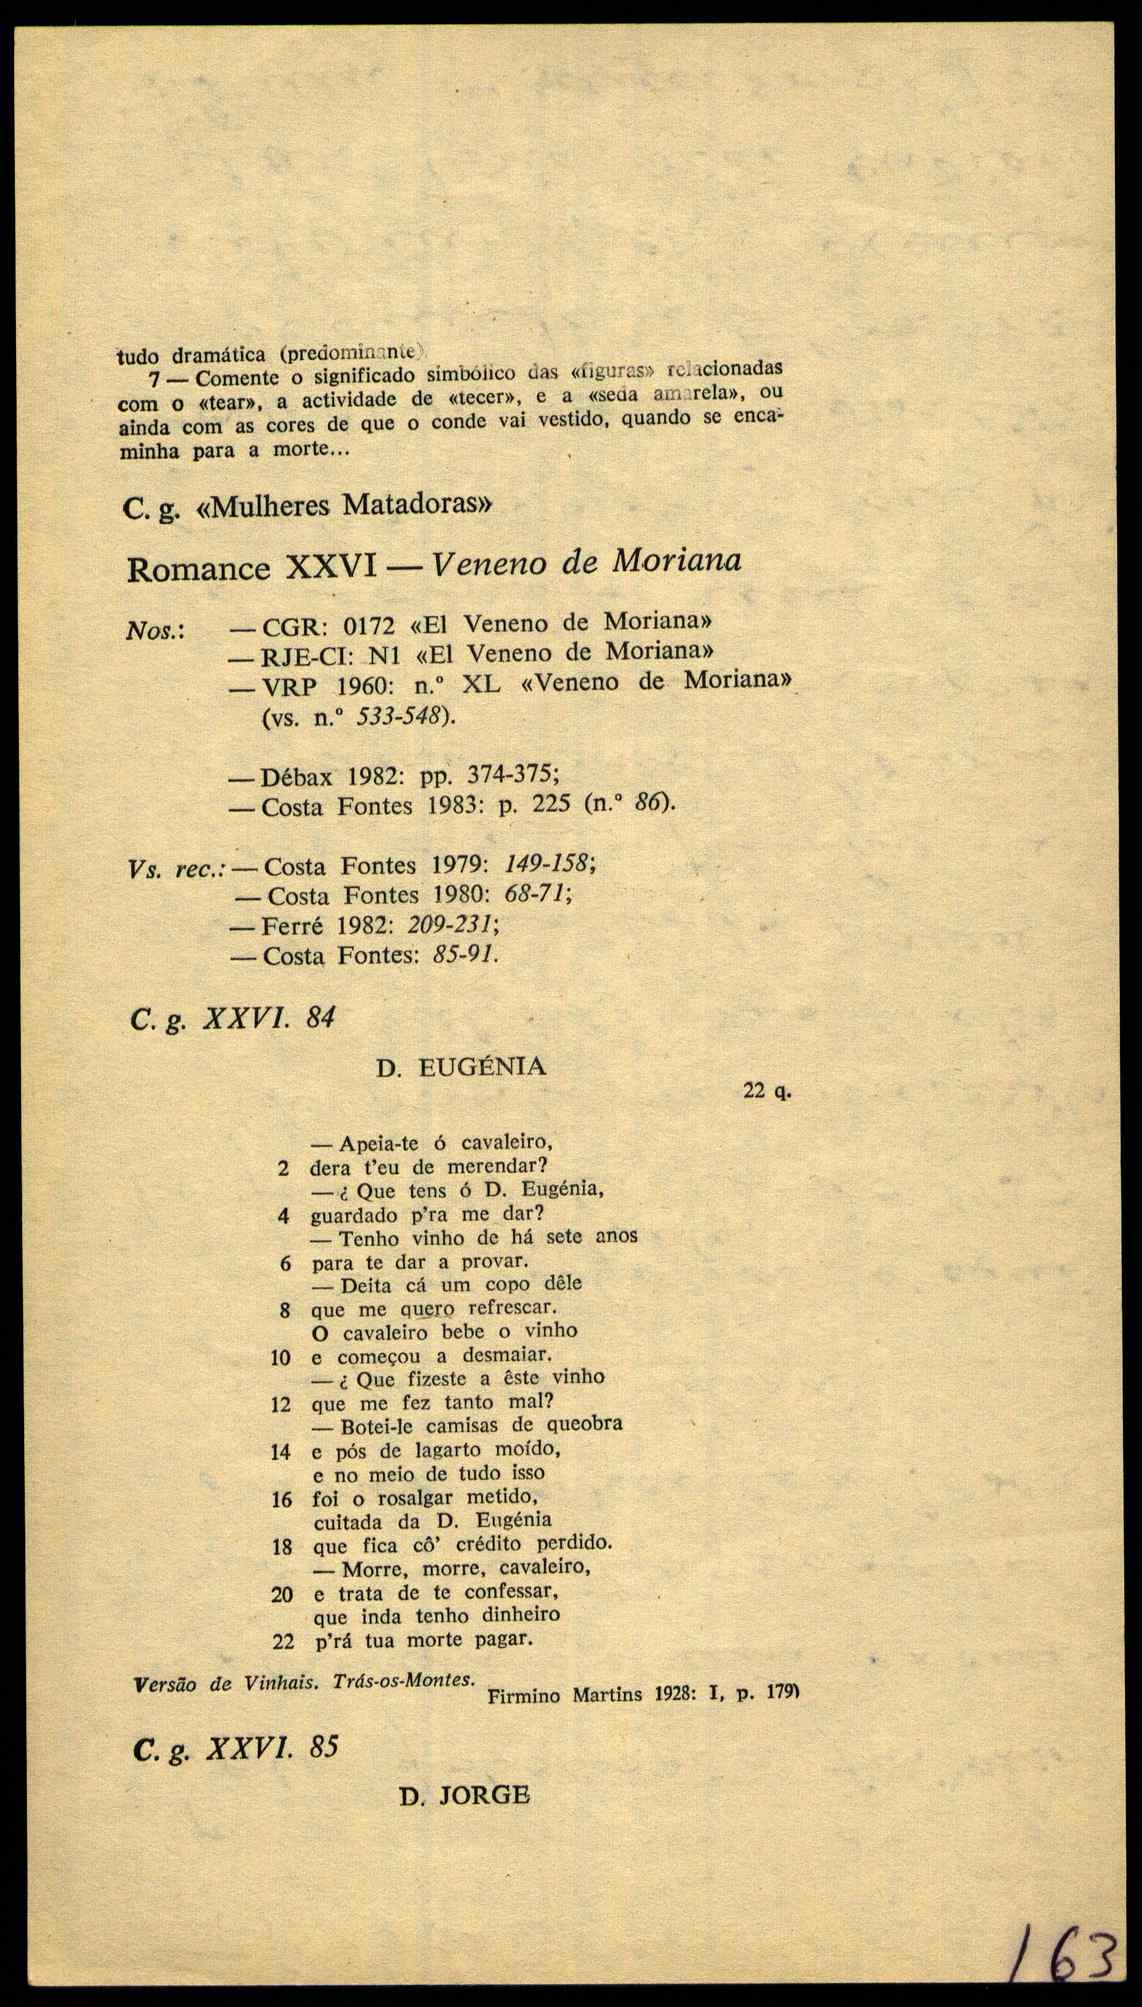 tudo dramática (predominante)
7 — Comente o significado simbólico das «figuras» relacionadas
com o «tear», a actividade de «tecer», e a «seda amarela», ou
ainda com as cores de que o conde vai vestido, quando se enca-
minha para a morte...
C. g. «Mulheres Matadoras»
Romance XXVI — Veneno de Moriana
Nos.: — CGR: 0172 «El Veneno de Moriana»
— RJE-CI: N1 «El Veneno de Moriana»
— VRP 1960: n.º XL «Veneno de Moriana»
(vs. n.º 533-548).
— Débax 1982: pp. 374-375;
— Costa Fontes 1983: p. 225 (n.º 86).
Vs. rec.: — Costa Fontes 1979: 149-158;
— Costa Fontes 1980: 68-71;
— Ferré 1982: 209-231;
— Costa Fontes: 85-91.
C. g. XXVI. 84
D. EUGÉNIA
22 q.
— Apeia-te ó cavaleiro,
2 dera t'eu de merendar?
— ¿ Que tens ó D. Eugénia,
4 guardado p'ra me dar?
— Tenho vinho de há sete anos
6 para te dar a provar.
— Deita cá um copo dêle
8 que me quero refrescar.
O cavaleiro bebe o vinho
10 e começou a desmaiar.
— ¿ Que fizeste a êste vinho
12 que me fez tanto mal?
— Botei-le camisas de queobra
14 e pós de lagarto moído,
e no meio de tudo isso
16 foi o rosalgar metido,
cuitada da D. Eugénia
18 que fica cô' crédito perdido.
— Morre, morre, cavaleiro,
20 e trata de te confessar,
que inda tenho dinheiro
22 p'rá tua morte pagar.
Versão de Vinhais. Trás-os-Montes.
Firmino Martins 1928: I, p. 179)
C. g. XXVI. 85
D. JORGE
163